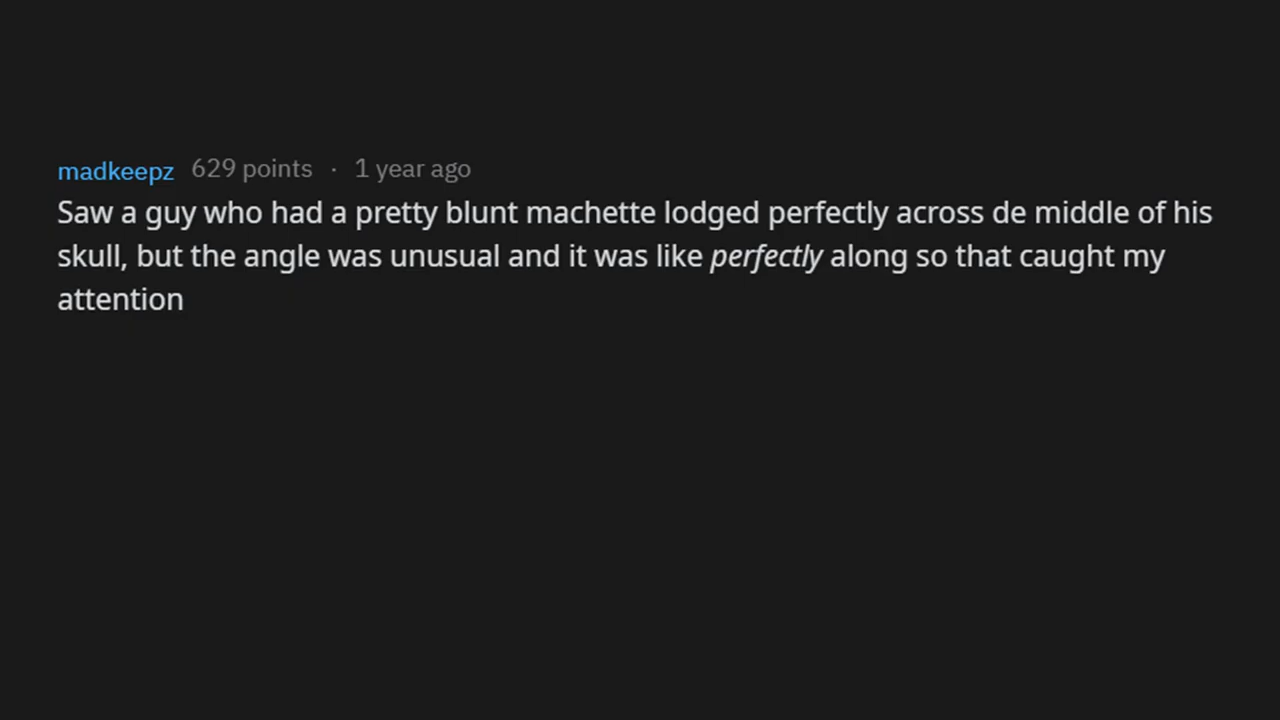 madkeepz 629 points · 1 year ago
Saw a guy who had a pretty blunt machette lodged perfectly across de middle of his
skull, but the angle was unusual and it was like perfectly along so that caught my
attention